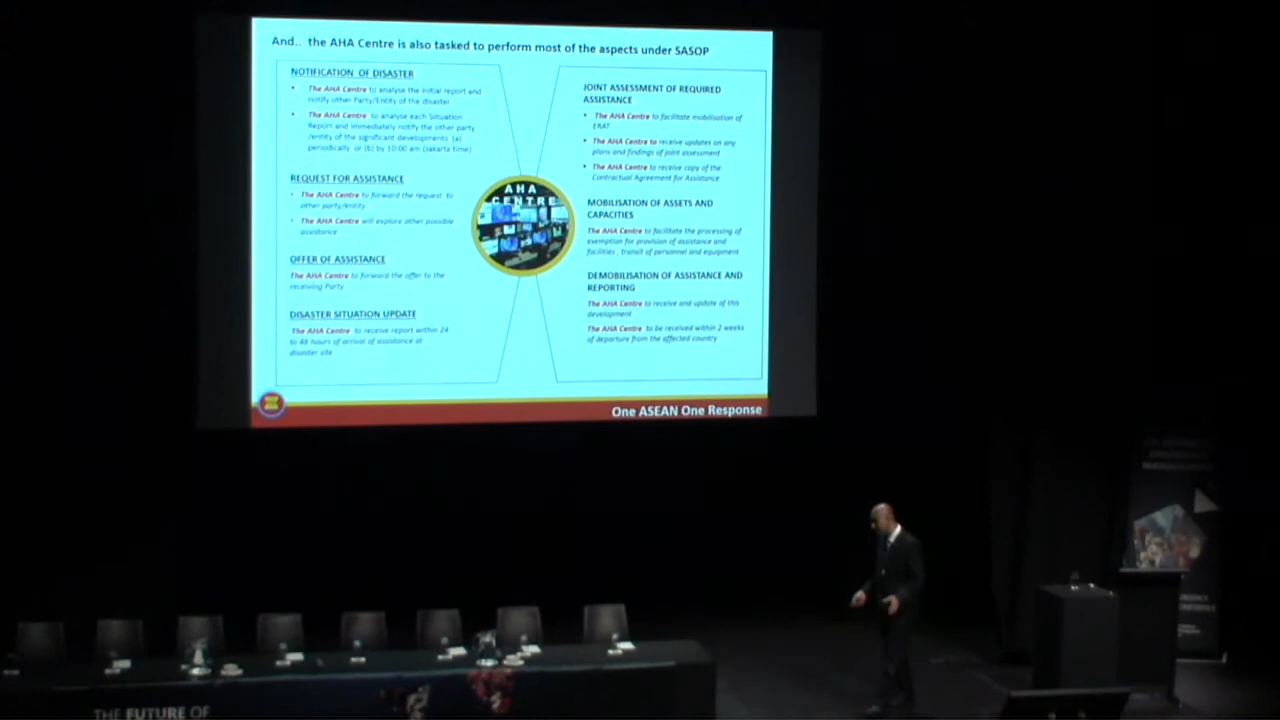 And.. the AHA Centre is also tasked to perform most of the aspects under SASOP
NOTIFICATION OF DISASTER
• The AHA Centre to analyse the initial report and
notify other Party/Entity of the disaster
• The AHA Centre to analyse each Situation
Report and immediately notify the other party
/entity of the significant developments (a)
periodically or (b) by 10:00 am (Jakarta time)
REQUEST FOR ASSISTANCE
• The AHA Centre to forward the request to
other party/entity
• The AHA Centre will explore other possible
assistance
OFFER OF ASSISTANCE
The AHA Centre to forward the offer to the
receiving Party
DISASTER SITUATION UPDATE
The AHA Centre to receive report within 24
to 48 hours of arrival of assistance at
disaster site
AHA
CENTRE
JOINT ASSESSMENT OF REQUIRED
ASSISTANCE
• The AHA Centre to facilitate mobilisation of
ERAT
• The AHA Centre to receive updates on any
plans and findings of joint assessment
• The AHA Centre to receive copy of the
Contractual Agreement for Assistance
MOBILISATION OF ASSETS AND
CAPACITIES
The AHA Centre to facilitate the processing of
exemption for provision of assistance and
facilities , transit of personnel and equipment
DEMOBILISATION OF ASSISTANCE AND
REPORTING
The AHA Centre to receive and update of this
development
The AHA Centre to be received within 2 weeks
of departure from the affected country
One ASEAN One Response
THE FUTURE OF